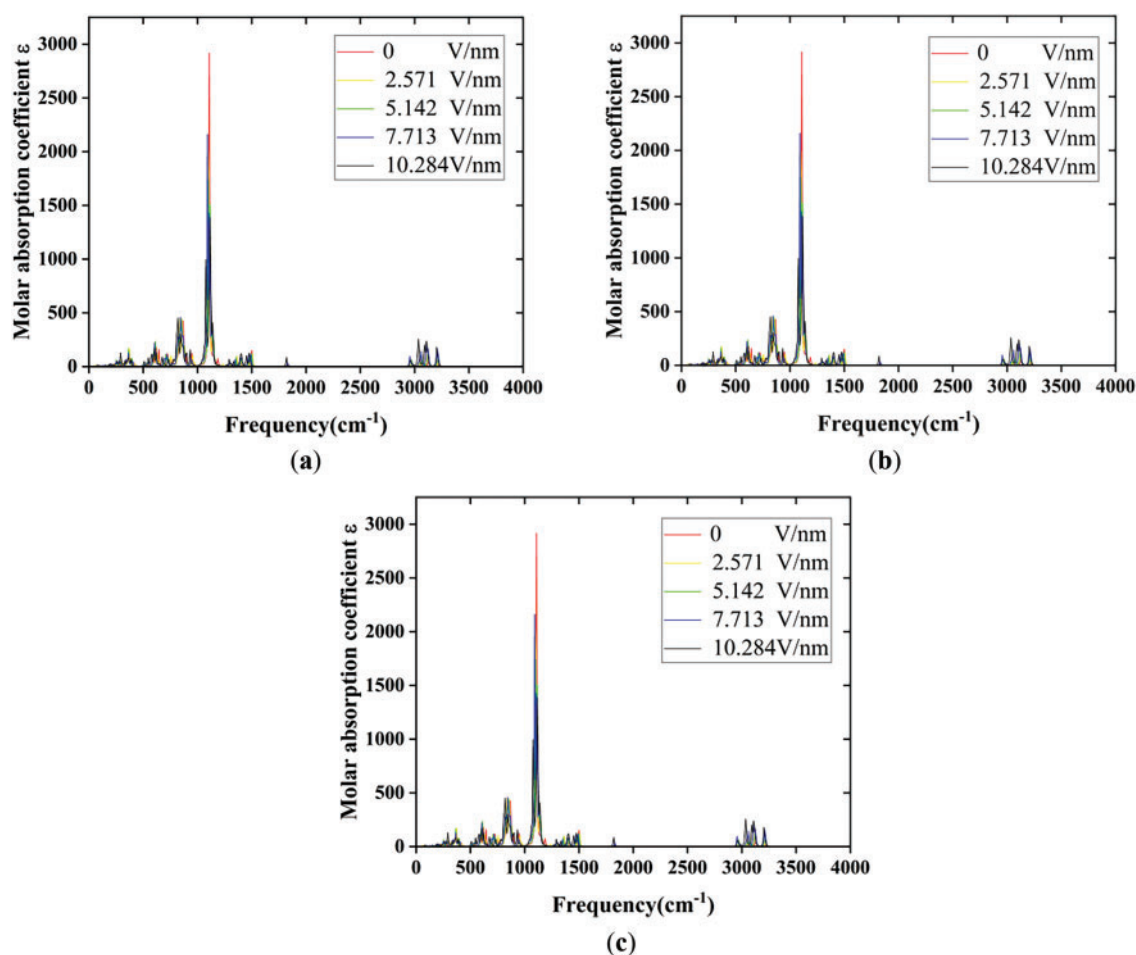 Molar absorption coefficient ε
3000
2500
2000
1500
1000
500
0
0 V/nm
2.571 V/nm
5.142 V/nm
7.713 V/nm
10.284V/nm
0 500 1000 1500 2000 2500 3000 3500 4000
Frequency(cm⁻¹)
(a)
Molar absorption coefficient ε
3000
2500
2000
1500
1000
500
0
0 V/nm
2.571 V/nm
5.142 V/nm
7.713 V/nm
10.284V/nm
0 500 1000 1500 2000 2500 3000 3500 4000
Frequency(cm⁻¹)
(b)
Molar absorption coefficient ε
3000
2500
2000
1500
1000
500
0
0 V/nm
2.571 V/nm
5.142 V/nm
7.713 V/nm
10.284V/nm
0 500 1000 1500 2000 2500 3000 3500 4000
Frequency(cm⁻¹)
(c)